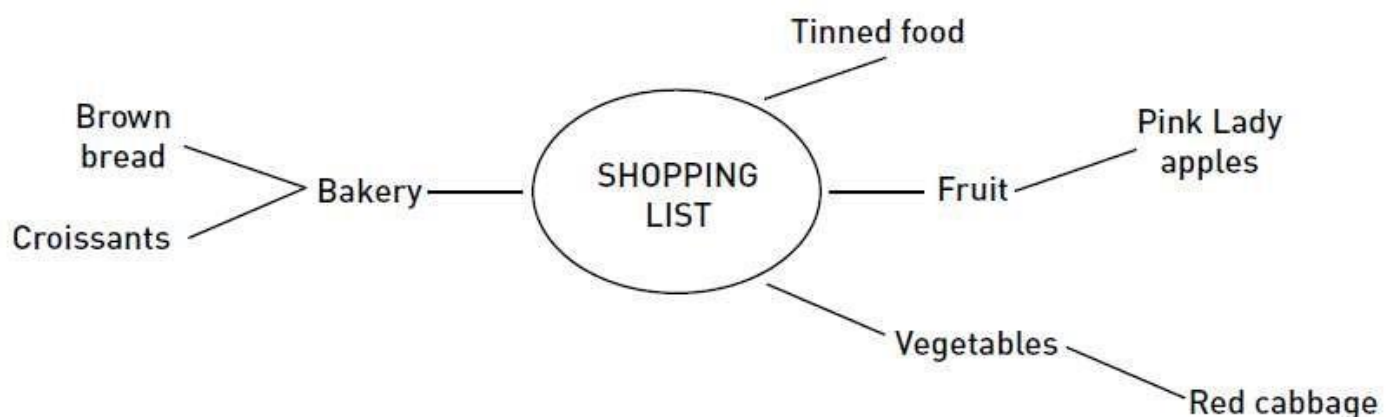 Tinned food
Brown
bread
Pink Lady
apples
SHOPPING
LIST
Bakery
Fruit
Croissants
Vegetables
Red cabbage